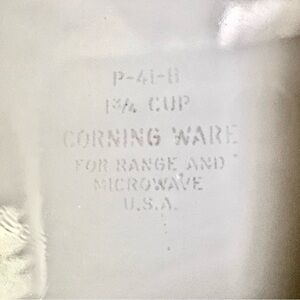 P-41-B
1¾ CUP
CORNING WARE
FOR RANGE AND
MICROWAVE
U.S.A.